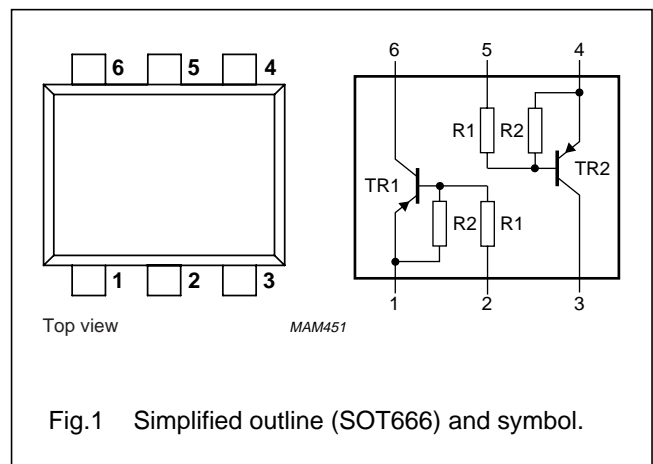 6 5 4
1 2 3
Top view
MAM451
6 5 4
R1 R2
TR2
TR1
R2 R1
1 2 3
Fig.1 Simplified outline (SOT666) and symbol.